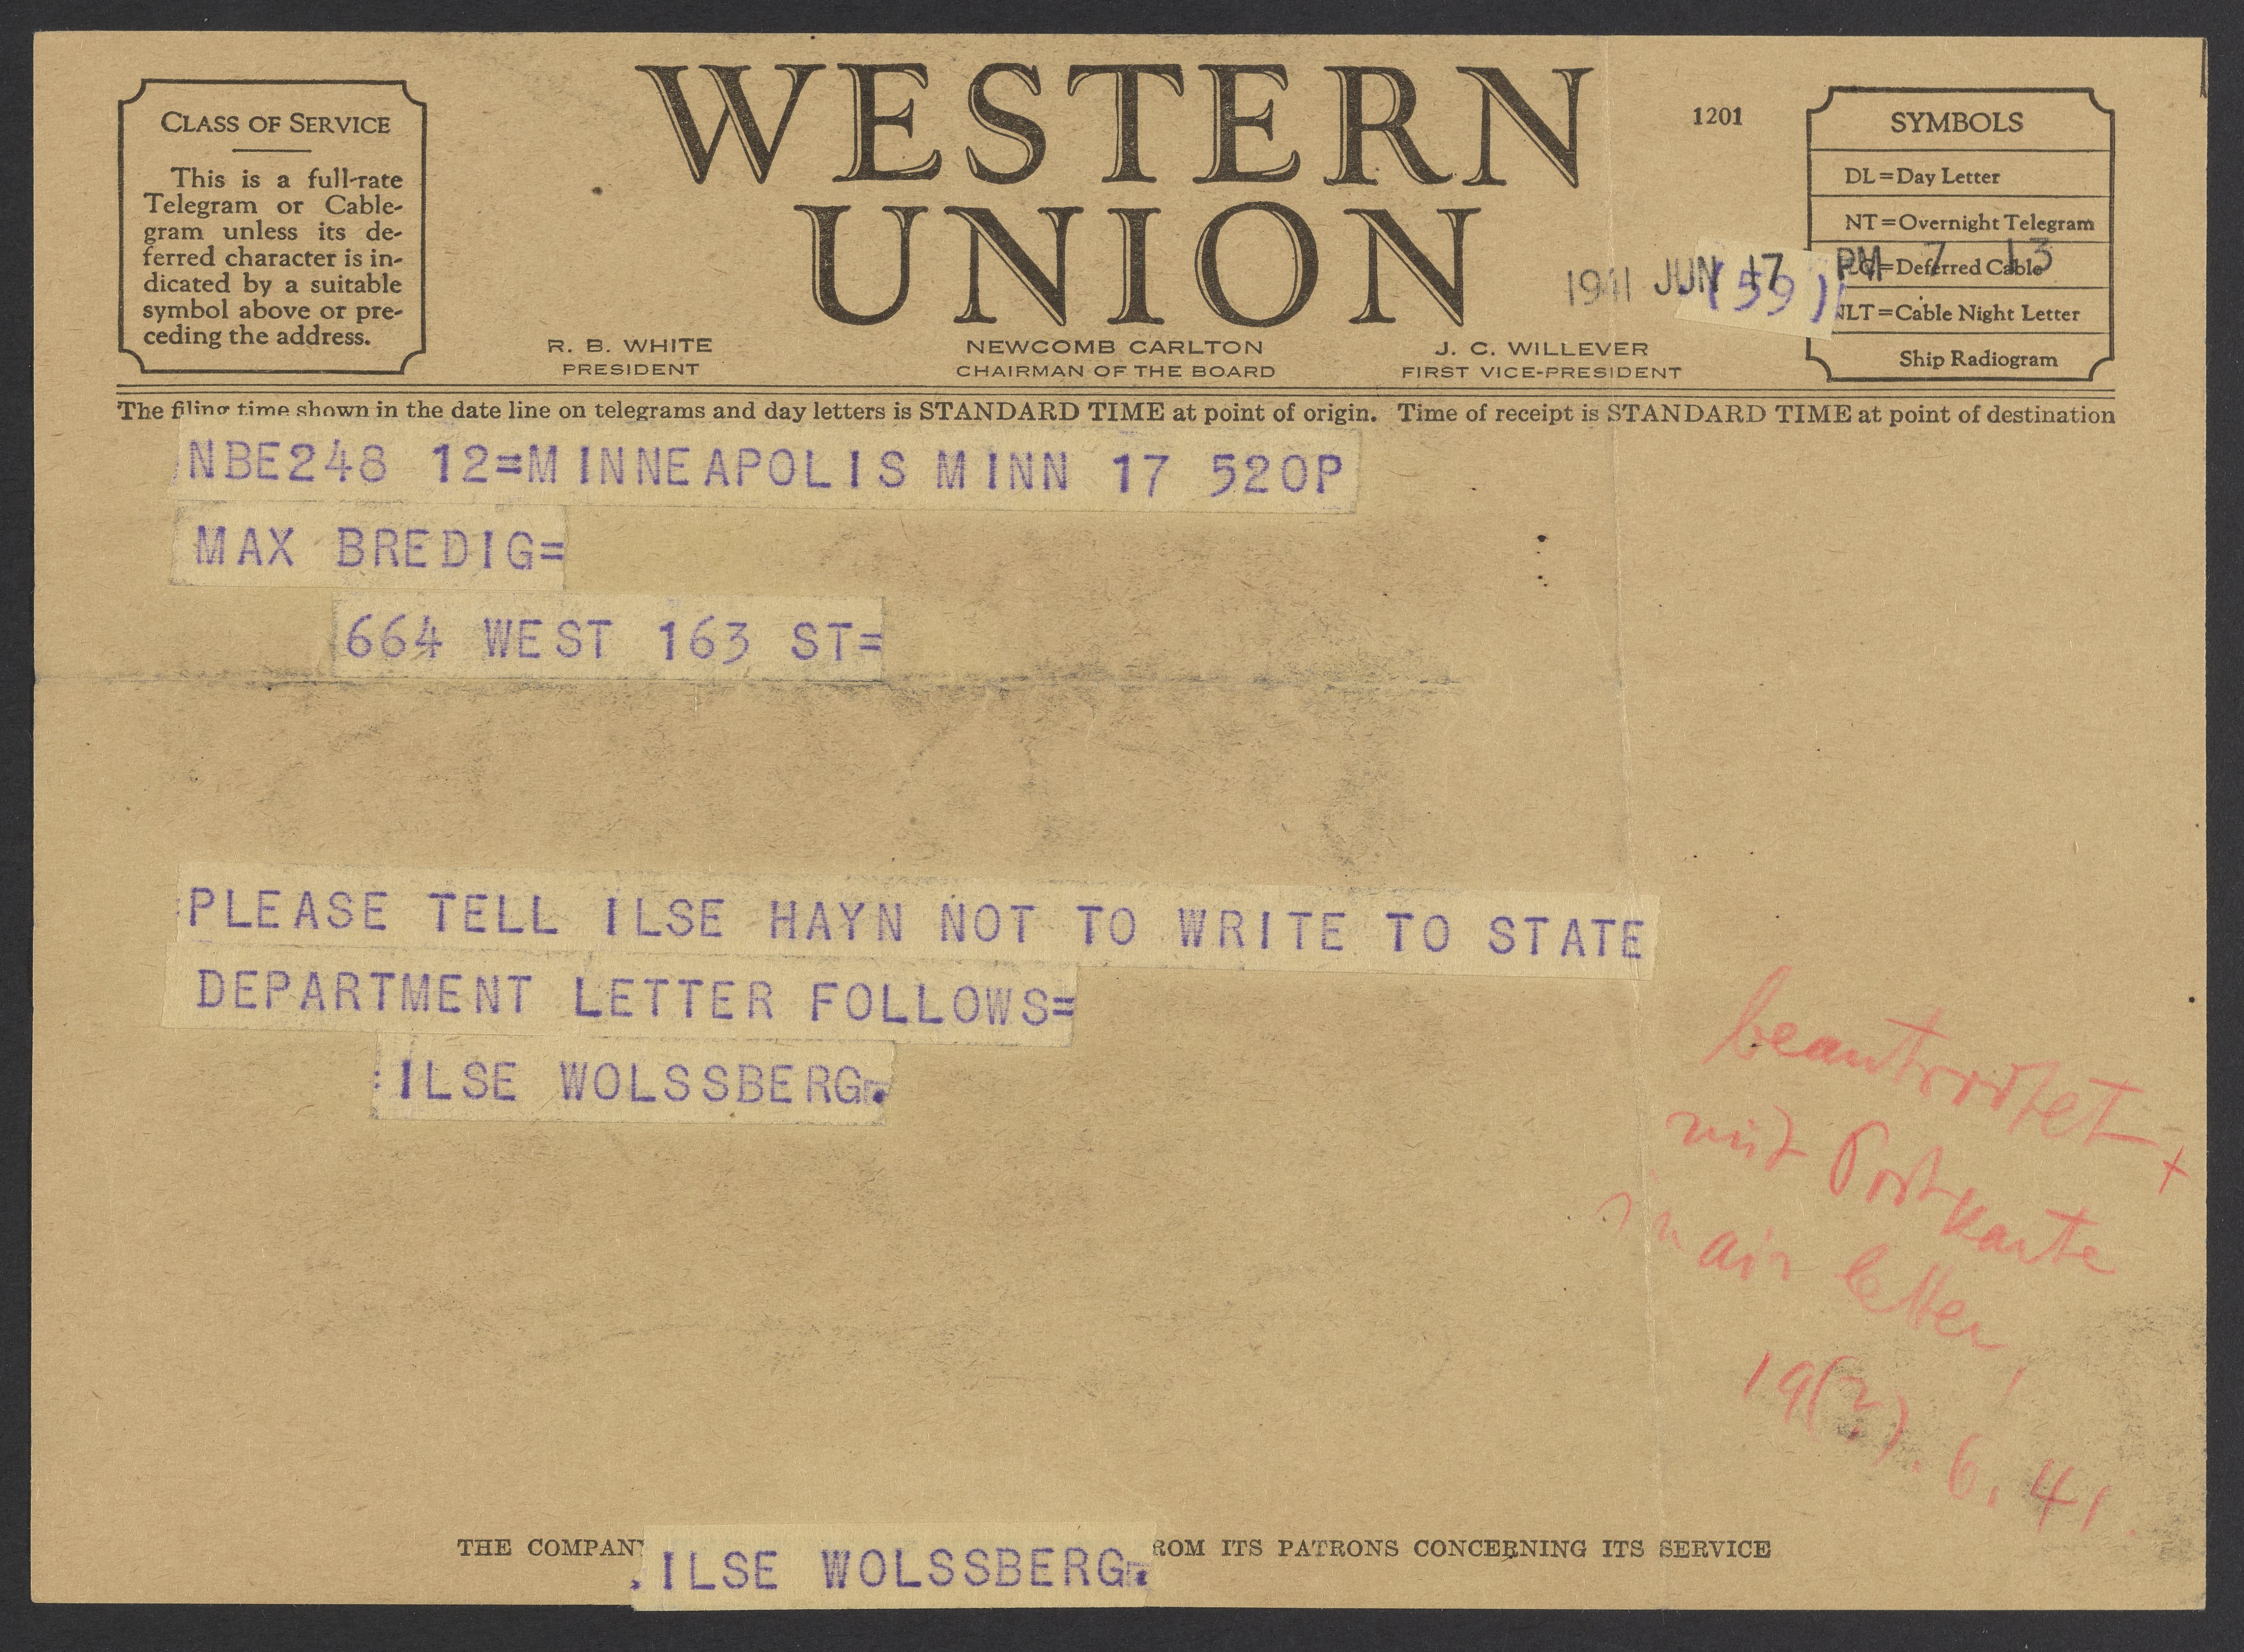 CLASS OF SERVICE
This is a full-rate
Telegram or Cable-
gram unless its de-
ferred character is in-
dicated by a suitable
symbol above or pre-
ceding the address.
WESTERN
UNION
1201
SYMBOLS
DL=Day Letter
NT=Overnight Telegram
LC=Deferred Cable
NLT=Cable Night Letter
Ship Radiogram
1941 JUN 17 PM 7 13
(59)
R. B. WHITE
PRESIDENT
NEWCOMB CARLTON
CHAIRMAN OF THE BOARD
J. C. WILLEVER
FIRST VICE-PRESIDENT
The filing time shown in the date line on telegrams and day letters is STANDARD TIME at point of origin. Time of receipt is STANDARD TIME at point of destination
NBE248 12=MINNEAPOLIS MINN 17 520P
MAX BREDIG=
664 WEST 163 ST=
PLEASE TELL ILSE HAYN NOT TO WRITE TO STATE
DEPARTMENT LETTER FOLLOWS=
ILSE WOLSSBERG.
beantwortet
mit Postkarte +
in air letter,
19(?). 6. 41.
THE COMPANY ROM ITS PATRONS CONCERNING ITS SERVICE
ILSE WOLSSBERG.